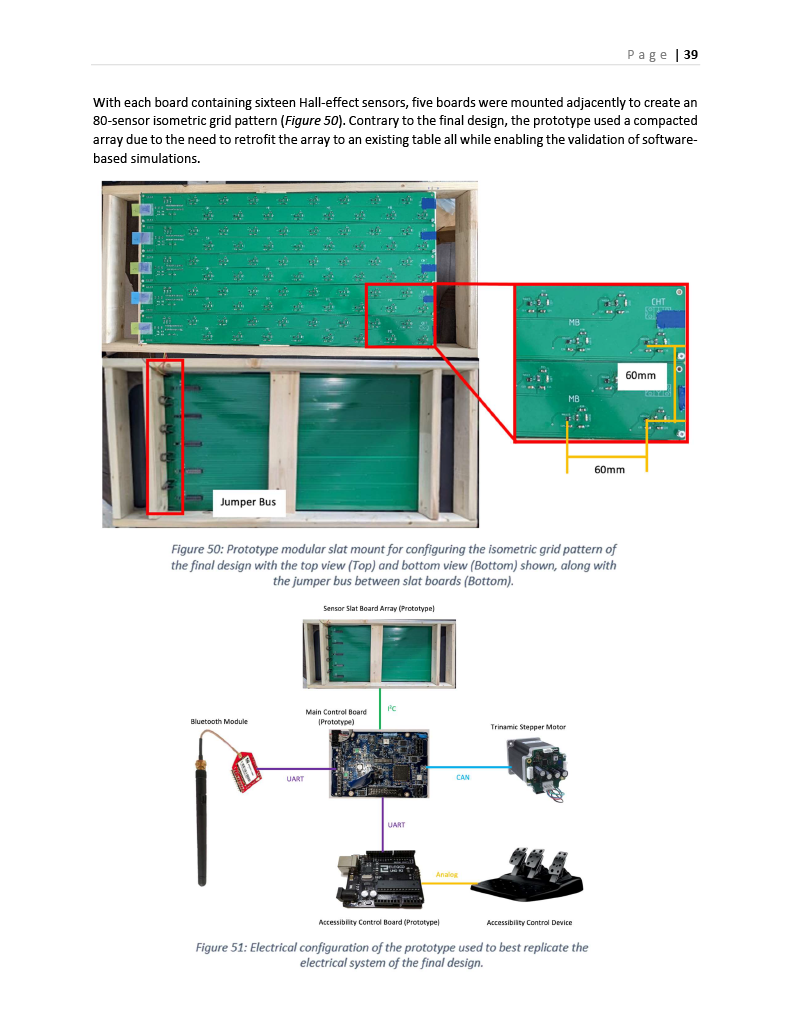 Page | 39
With each board containing sixteen Hall-effect sensors, five boards were mounted adjacently to create an
80-sensor isometric grid pattern (Figure 50). Contrary to the final design, the prototype used a compacted
array due to the need to retrofit the array to an existing table all while enabling the validation of software-
based simulations.
CHT
MB
60mm
MB
60mm
Jumper Bus
Figure 50: Prototype modular slat mount for configuring the isometric grid pattern of
the final design with the top view (Top) and bottom view (Bottom) shown, along with
the jumper bus between slat boards (Bottom).
Sensor Slat Board Array (Prototype)
I²C
Main Control Board
(Prototype)
Bluetooth Module
Trinamic Stepper Motor
UART
CAN
UART
Analog
Accessibility Control Board (Prototype)
Accessibility Control Device
Figure 51: Electrical configuration of the prototype used to best replicate the
electrical system of the final design.